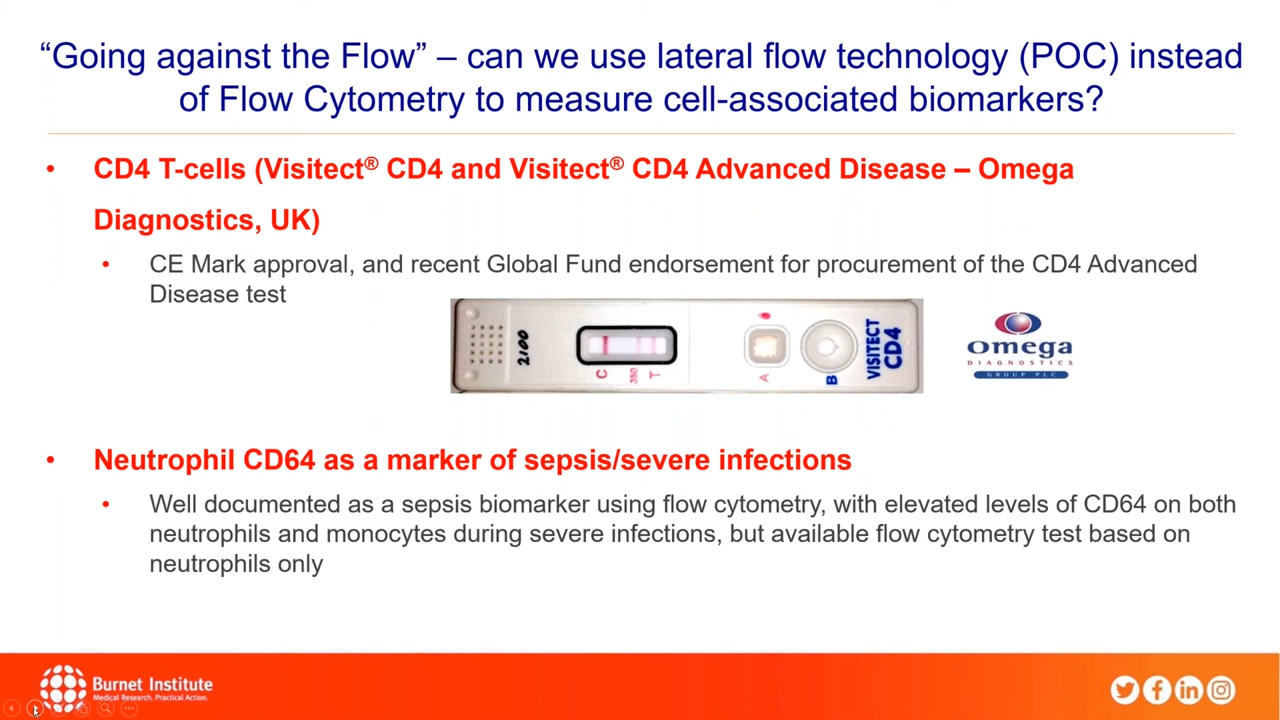 “Going against the Flow” – can we use lateral flow technology (POC) instead
of Flow Cytometry to measure cell-associated biomarkers?
• CD4 T-cells (Visitect® CD4 and Visitect® CD4 Advanced Disease – Omega
Diagnostics, UK)
• CE Mark approval, and recent Global Fund endorsement for procurement of the CD4 Advanced
Disease test
2100
C
350
T
A
B
VISITECT
CD4
omega
DIAGNOSTICS
GROUP PLC
• Neutrophil CD64 as a marker of sepsis/severe infections
• Well documented as a sepsis biomarker using flow cytometry, with elevated levels of CD64 on both
neutrophils and monocytes during severe infections, but available flow cytometry test based on
neutrophils only
Burnet Institute
Medical Research. Practical Action.